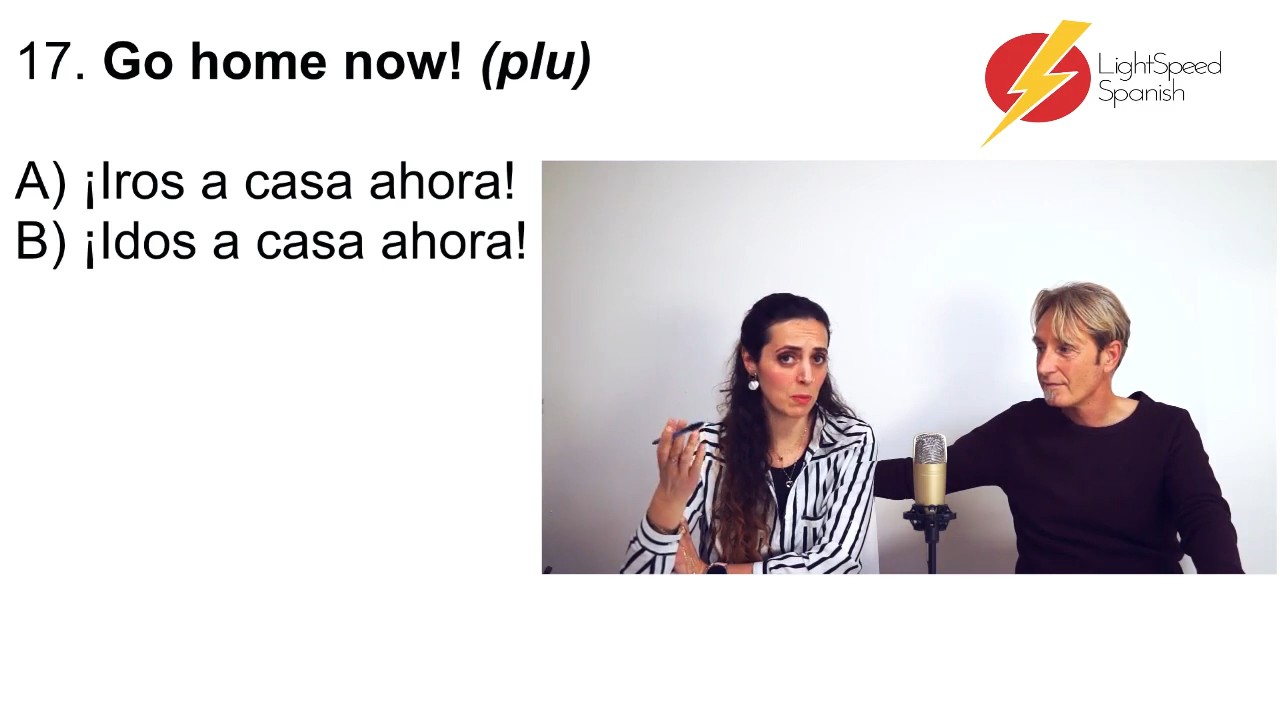 17. Go home now! (plu)
LightSpeed
Spanish
A) ¡Iros a casa ahora!
B) ¡Idos a casa ahora!